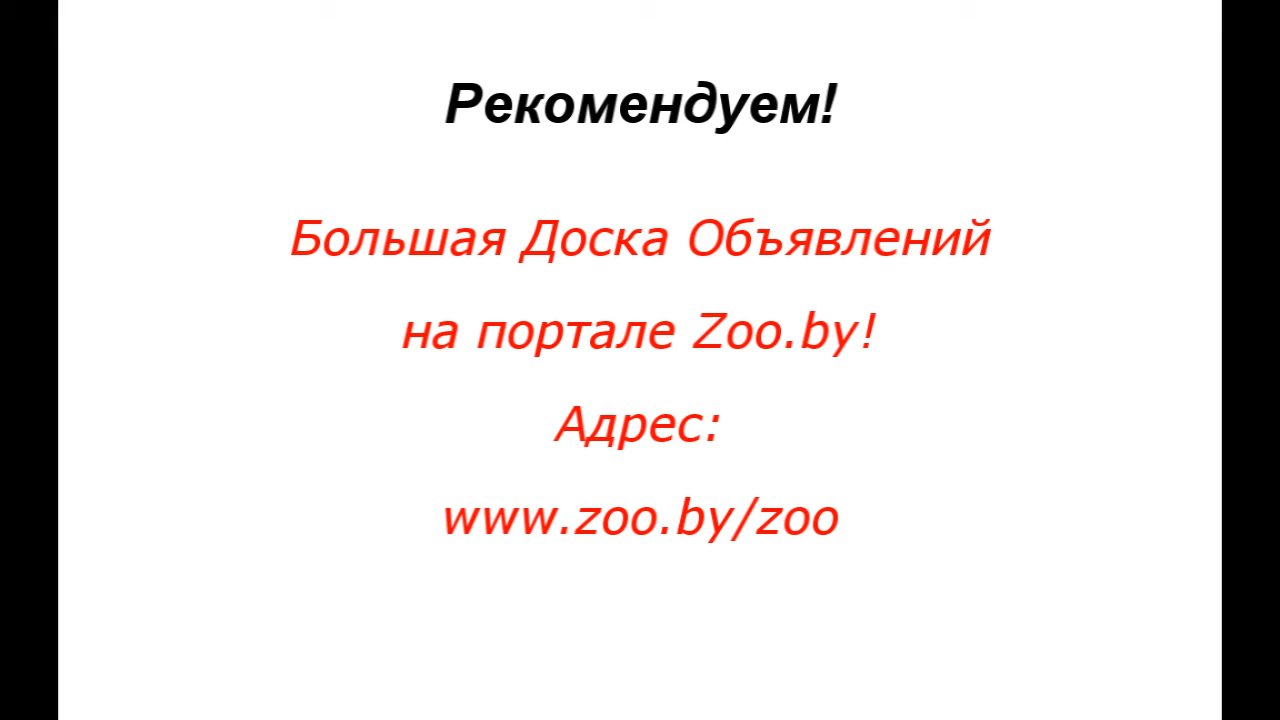 Рекомендуем!
Большая Доска Объявлений
на портале Zoo.by!
Адрес:
www.zoo.by/zoo